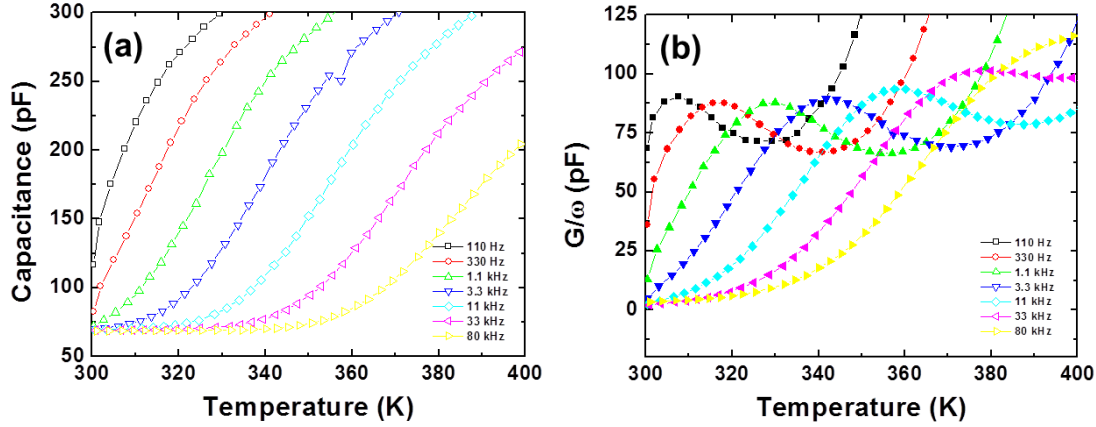 (a)
Capacitance (pF)
300
250
200
150
100
50
300
320
340
360
380
400
Temperature (K)
110 Hz
330 Hz
1.1 kHz
3.3 kHz
11 kHz
33 kHz
80 kHz
(b)
G/ω (pF)
125
100
75
50
25
0
300
320
340
360
380
400
Temperature (K)
110 Hz
330 Hz
1.1 kHz
3.3 kHz
11 kHz
33 kHz
80 kHz